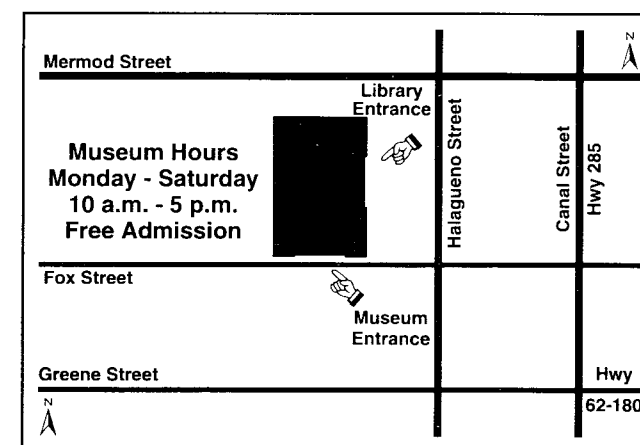 N
Mermod Street
Library
Entrance
Museum Hours
Monday - Saturday
10 a.m. - 5 p.m.
Free Admission
Halagueno Street
Canal Street
Hwy 285
Fox Street
Museum
Entrance
Greene Street
Hwy
62-180
N